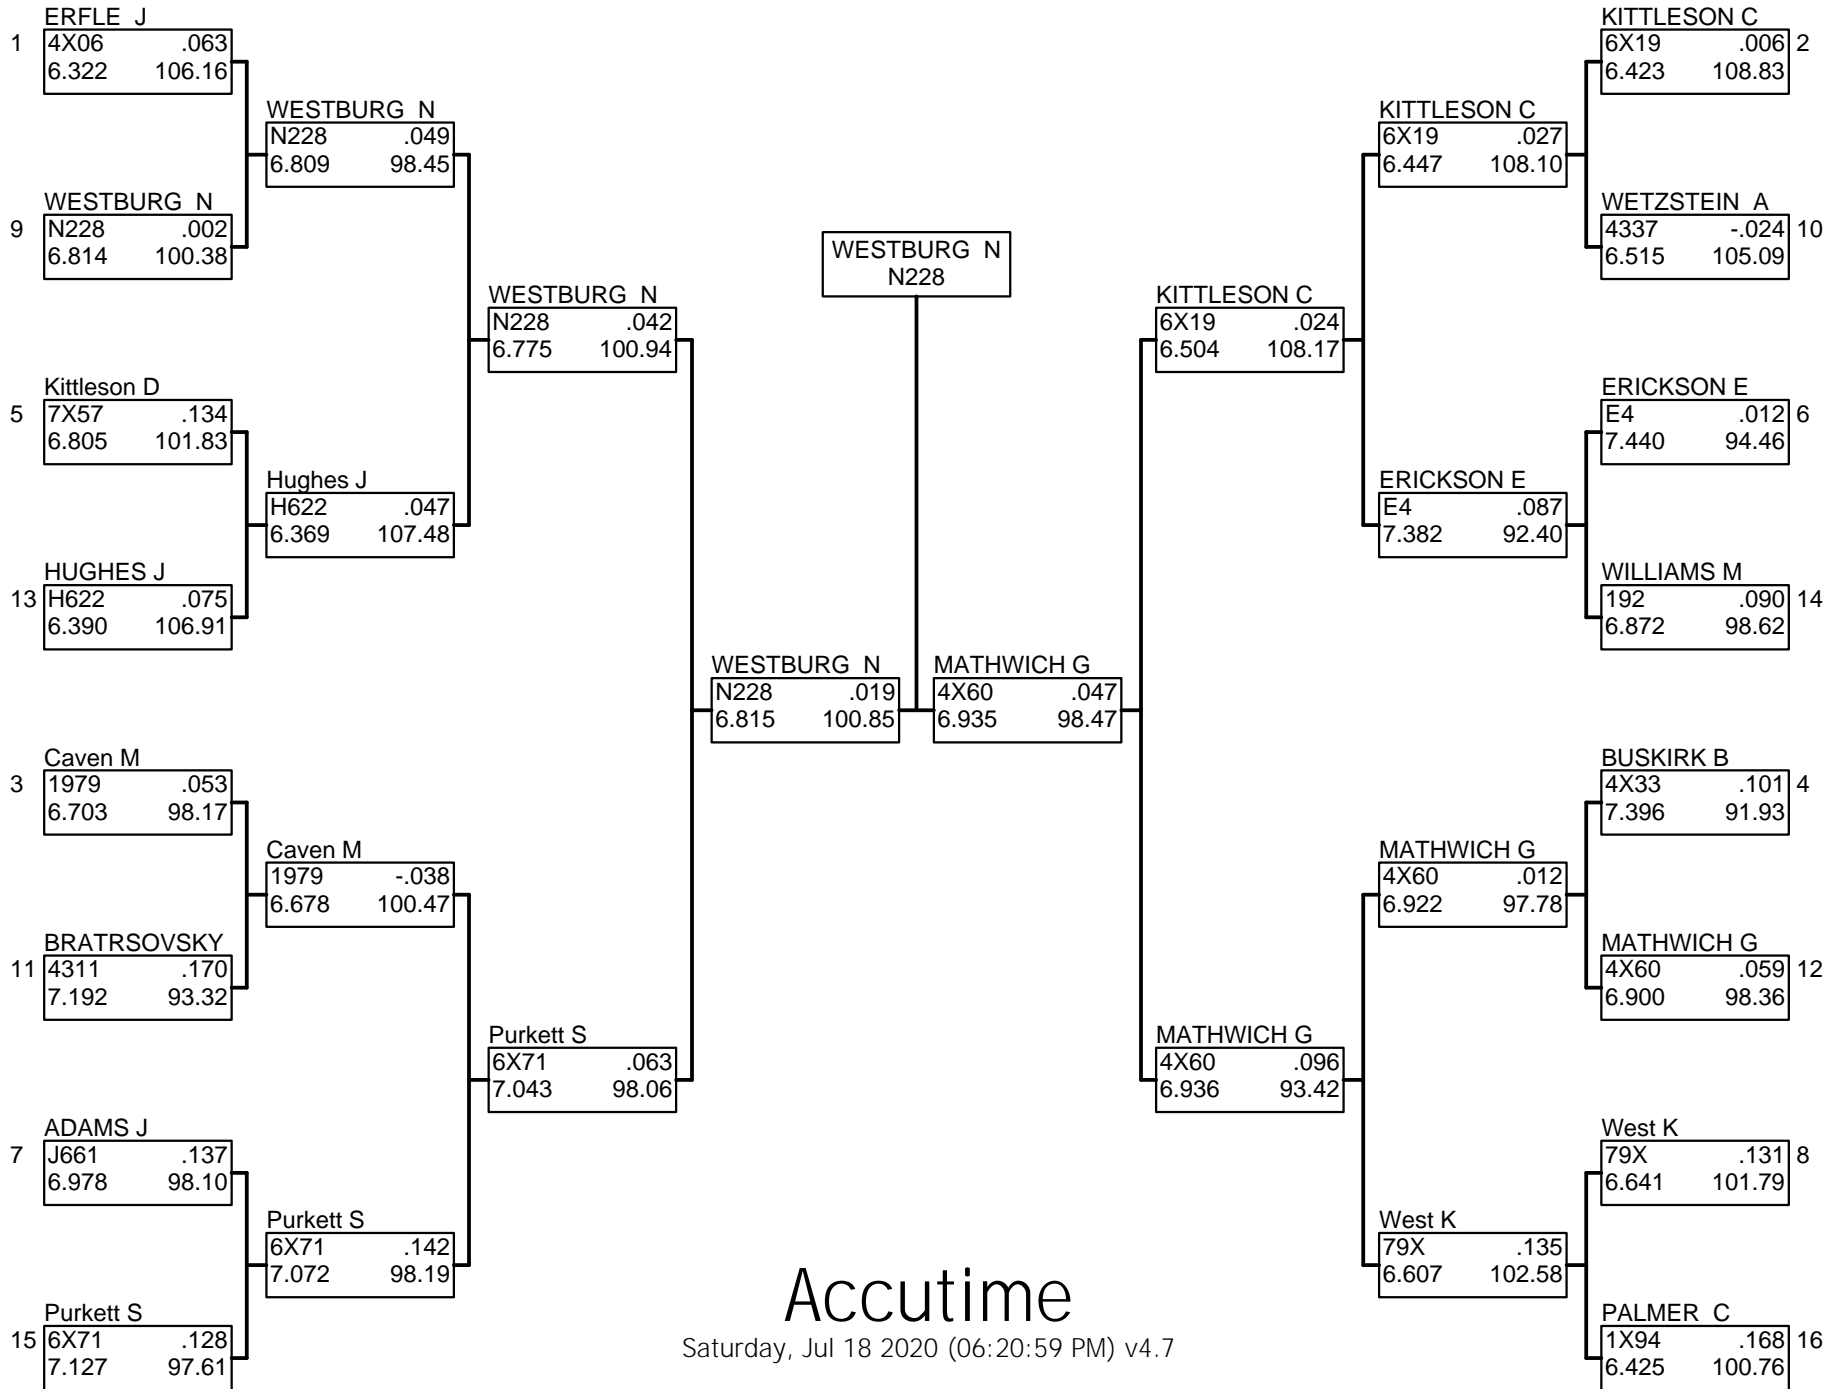 ERFLE J
1 4X06 .063
6.322 106.16
WESTBURG N
9 N228 .002
6.814 100.38
Kittleson D
5 7X57 .134
6.805 101.83
HUGHES J
13 H622 .075
6.390 106.91
Caven M
3 1979 .053
6.703 98.17
BRATRSOVSKY
11 4311 .170
7.192 93.32
ADAMS J
7 J661 .137
6.978 98.10
Purkett S
15 6X71 .128
7.127 97.61
WESTBURG N
N228 .049
6.809 98.45
Hughes J
H622 .047
6.369 107.48
Caven M
1979 -.038
6.678 100.47
Purkett S
6X71 .142
7.072 98.19
WESTBURG N
N228 .042
6.775 100.94
Purkett S
6X71 .063
7.043 98.06
WESTBURG N
N228 .019
6.815 100.85
WESTBURG N
N228
MATHWICH G
4X60 .047
6.935 98.47
KITTLESON C
6X19 .024
6.504 108.17
MATHWICH G
4X60 .096
6.936 93.42
KITTLESON C
6X19 .027
6.447 108.10
ERICKSON E
E4 .087
7.382 92.40
MATHWICH G
4X60 .012
6.922 97.78
West K
79X .135
6.607 102.58
KITTLESON C
6X19 .006 2
6.423 108.83
WETZSTEIN A
4337 -.024 10
6.515 105.09
ERICKSON E
E4 .012 6
7.440 94.46
WILLIAMS M
192 .090 14
6.872 98.62
BUSKIRK B
4X33 .101 4
7.396 91.93
MATHWICH G
4X60 .059 12
6.900 98.36
West K
79X .131 8
6.641 101.79
PALMER C
1X94 .168 16
6.425 100.76
Accutime
Saturday, Jul 18 2020 (06:20:59 PM) v4.7